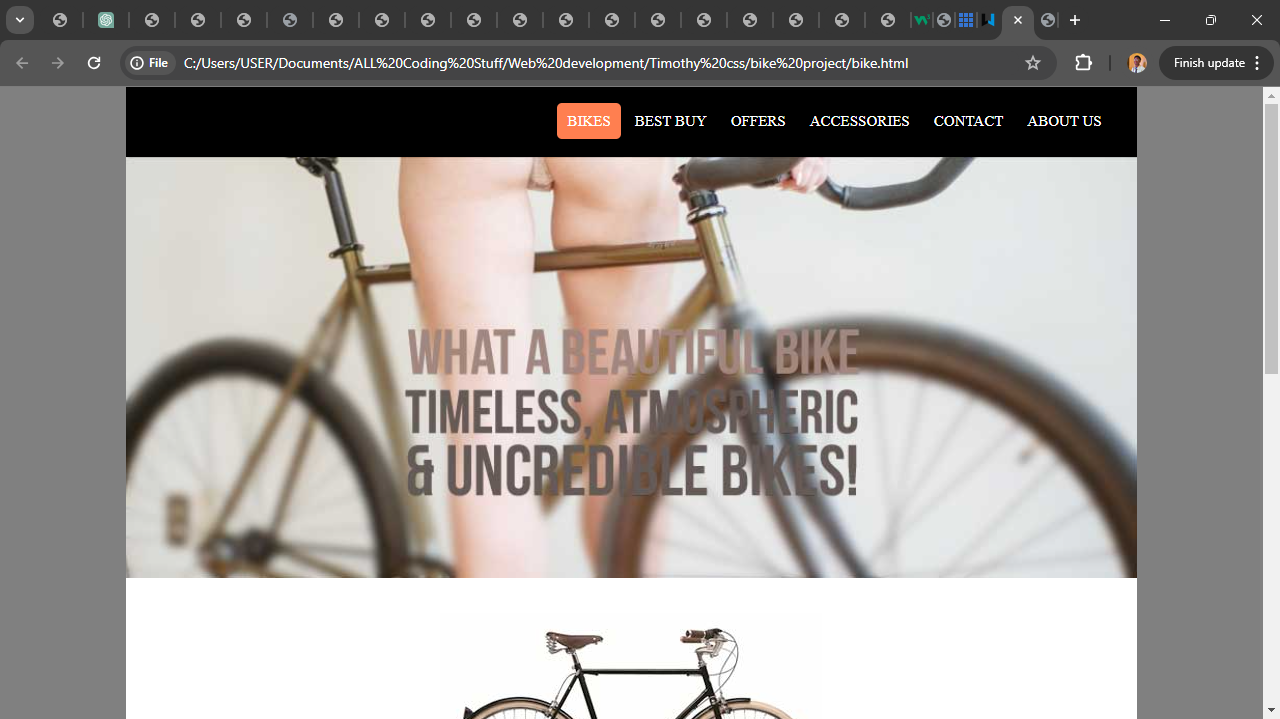 File C:/Users/USER/Documents/ALL%20Coding%20Stuff/Web%20development/Timothy%20css/bike%20project/bike.html Finish update
BIKES BEST BUY OFFERS ACCESSORIES CONTACT ABOUT US
WHAT A BEAUTIFUL BIKE
TIMELESS, ATMOSPHERIC
& UNCREDIBLE BIKES!